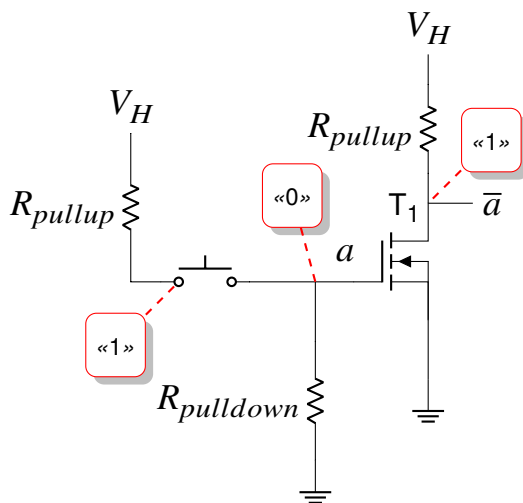 V_H
V_H
R_pullup
«1»
R_pullup
«0»
T_1
a̅
a
«1»
R_pulldown